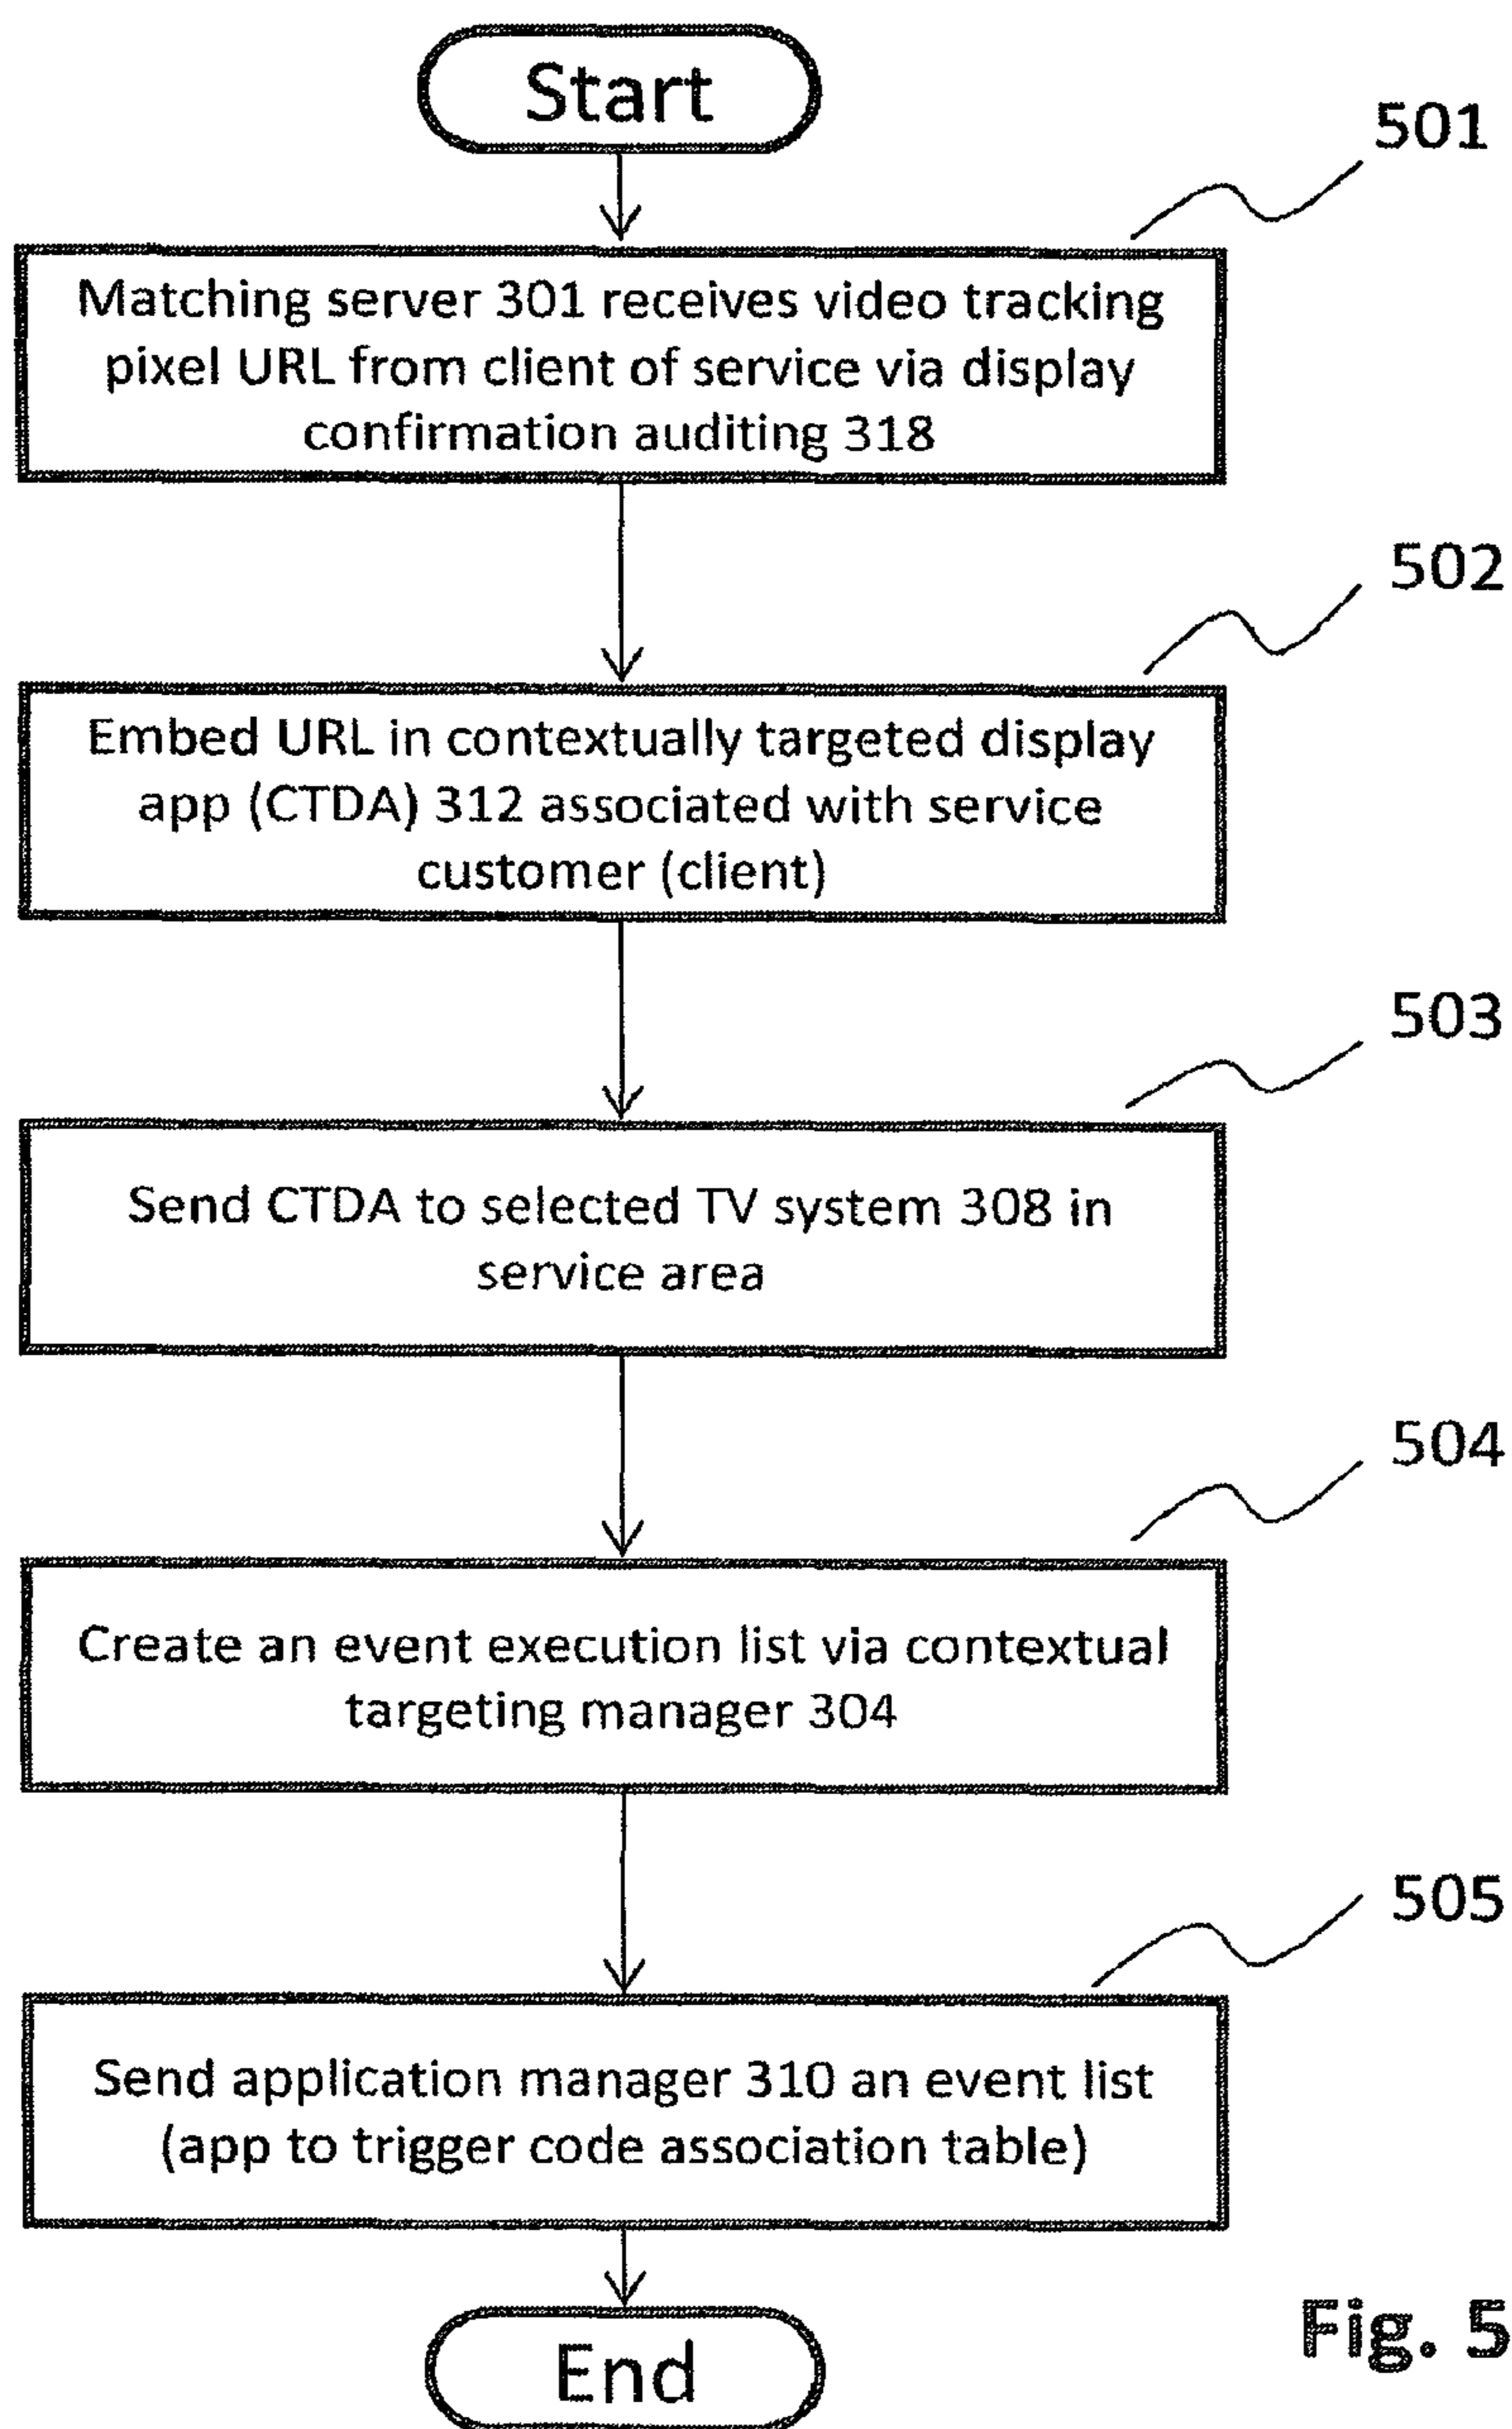 Start
501
Matching server 301 receives video tracking
pixel URL from client of service via display
confirmation auditing 318
502
Embed URL in contextually targeted display
app (CTDA) 312 associated with service
customer (client)
503
Send CTDA to selected TV system 308 in
service area
504
Create an event execution list via contextual
targeting manager 304
505
Send application manager 310 an event list
(app to trigger code association table)
End
Fig. 5